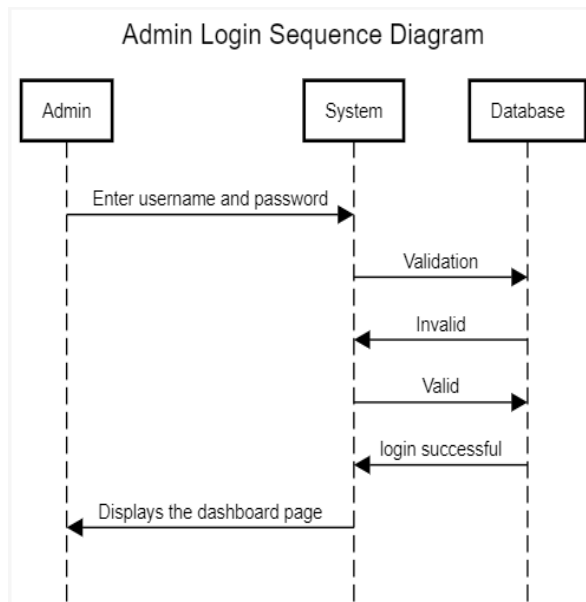 Admin Login Sequence Diagram
Admin
System
Database
Enter username and password
Validation
Invalid
Valid
login successful
Displays the dashboard page